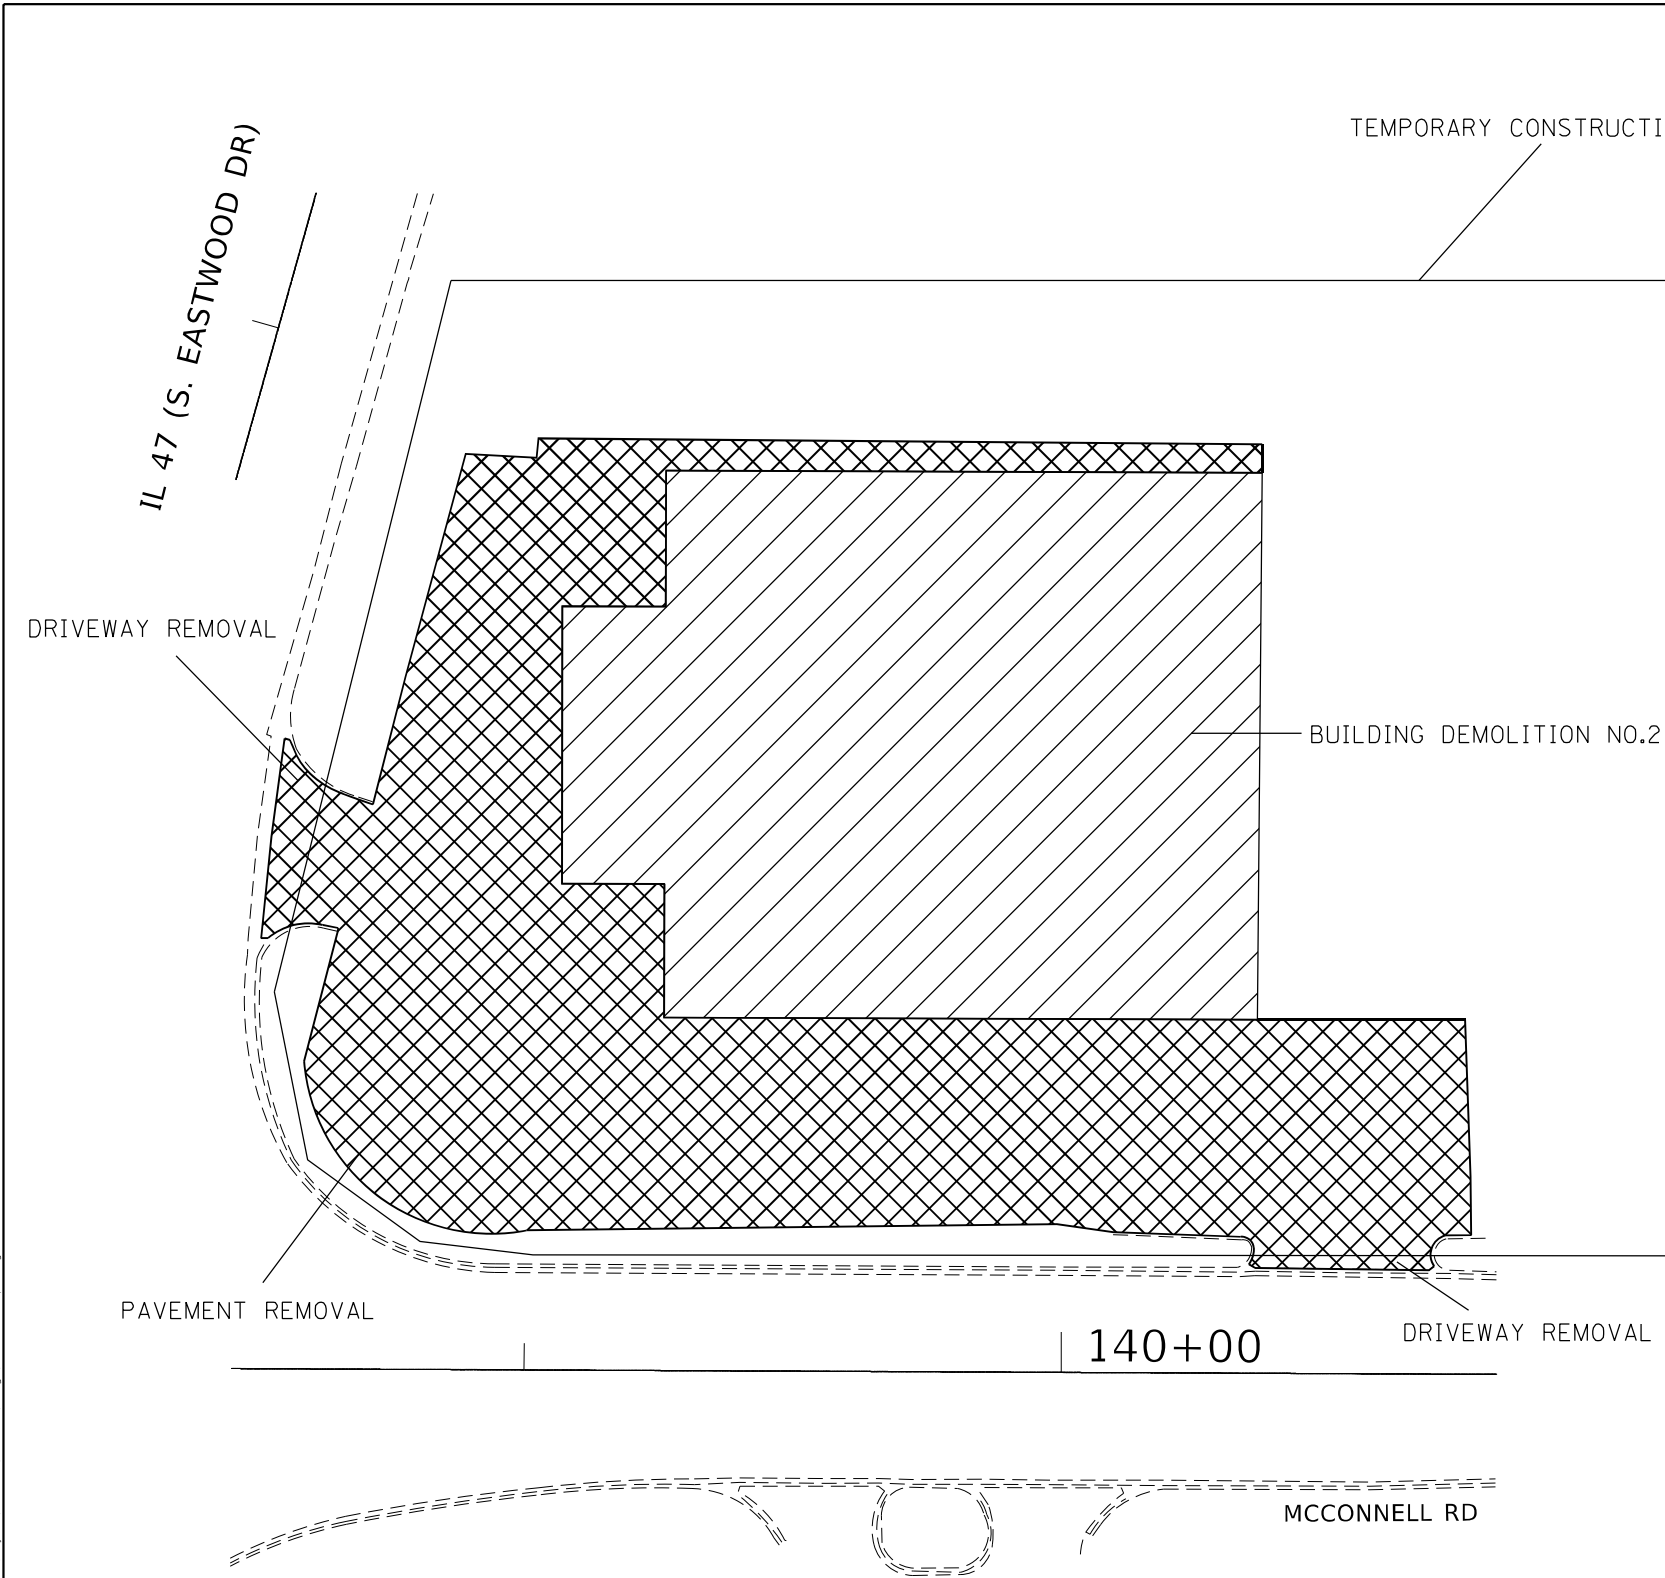 TEMPORARY CONSTRUCTI
IL 47 (S. EASTWOOD DR)
DRIVEWAY REMOVAL
BUILDING DEMOLITION NO.2
PAVEMENT REMOVAL
DRIVEWAY REMOVAL
140+00
MCCONNELL RD